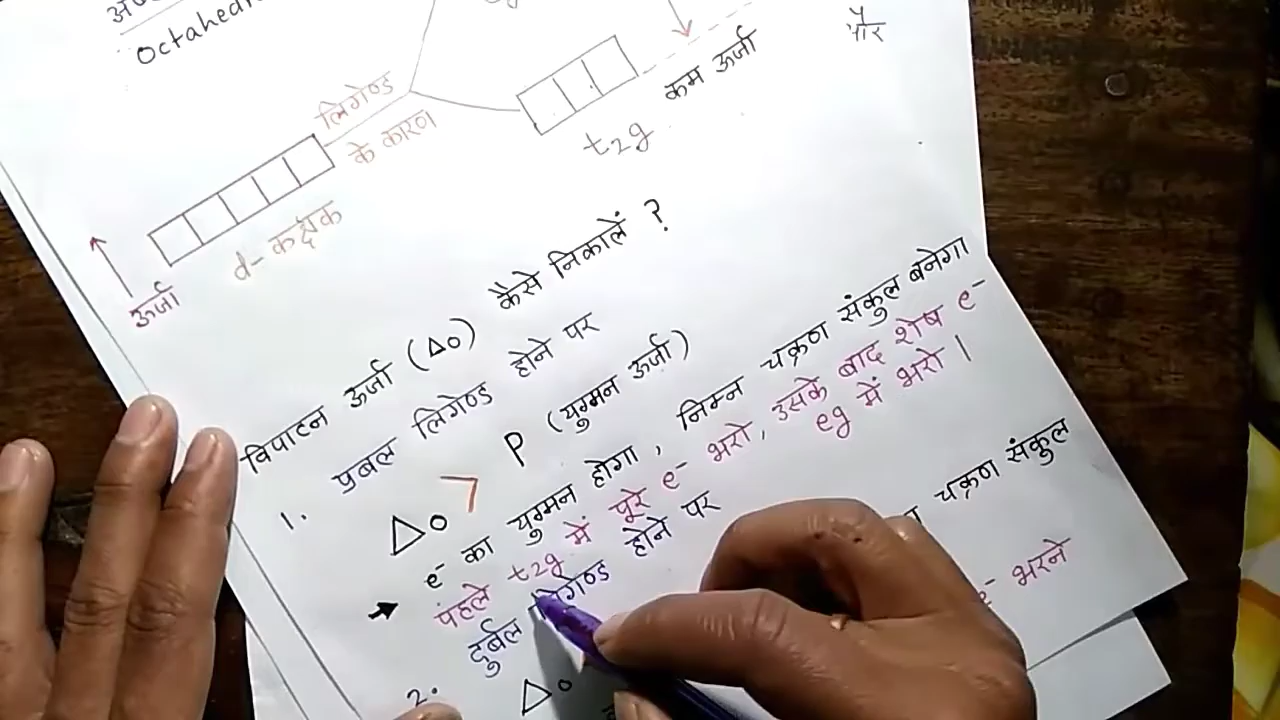 Octahed
लिगेण्ड
के कारण
कम ऊर्जा
और
t2g
d-कक्षक
ऊर्जा
विपाटन ऊर्जा (Δo) कैसे निकालें ?
1. प्रबल लिगेण्ड होने पर
Δo > P (युग्मन ऊर्जा)
e- का युग्मन होगा, निम्न चक्रण संकुल बनेगा
पहले t2g में पूरे e- भरो, उसके बाद शेष e-
eg में भरो।
2. दुर्बल होने पर
Δo
चक्रण संकुल
e- भरने